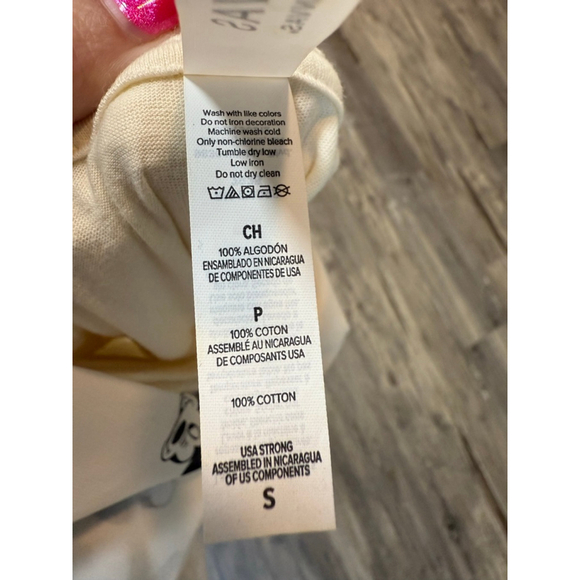 Wash with like colors
Do not iron decoration
Machine wash cold
Only non-chlorine bleach
Tumble dry low
Low iron
Do not dry clean
CH
100% ALGODÓN
ENSAMBLADO EN NICARAGUA
DE COMPONENTES DE USA
P
100% COTON
ASSEMBLÉ AU NICARAGUA
DE COMPOSANTS USA
100% COTTON
USA STRONG
ASSEMBLED IN NICARAGUA
OF US COMPONENTS
S